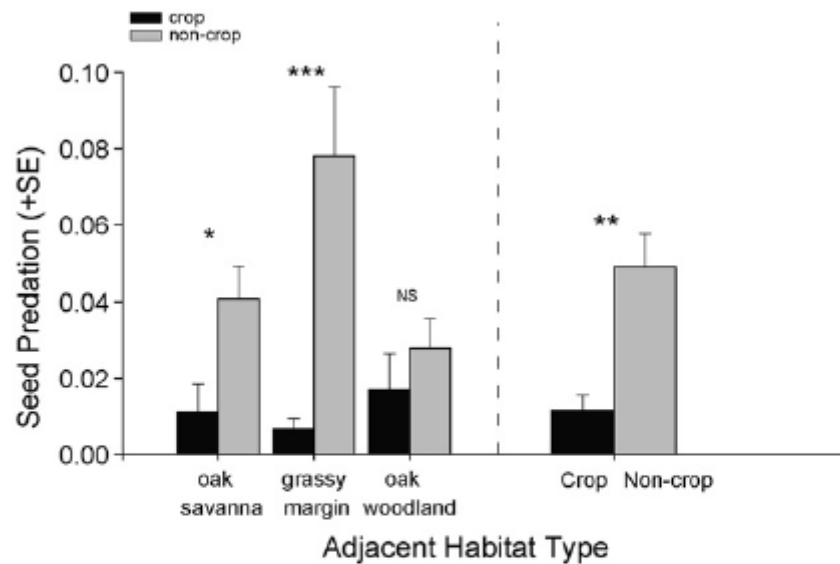 crop
non-crop
Seed Predation (+SE)
0.10
0.08
0.06
0.04
0.02
0.00
*
***
NS
**
oak savanna
grassy margin
oak woodland
Crop Non-crop
Adjacent Habitat Type